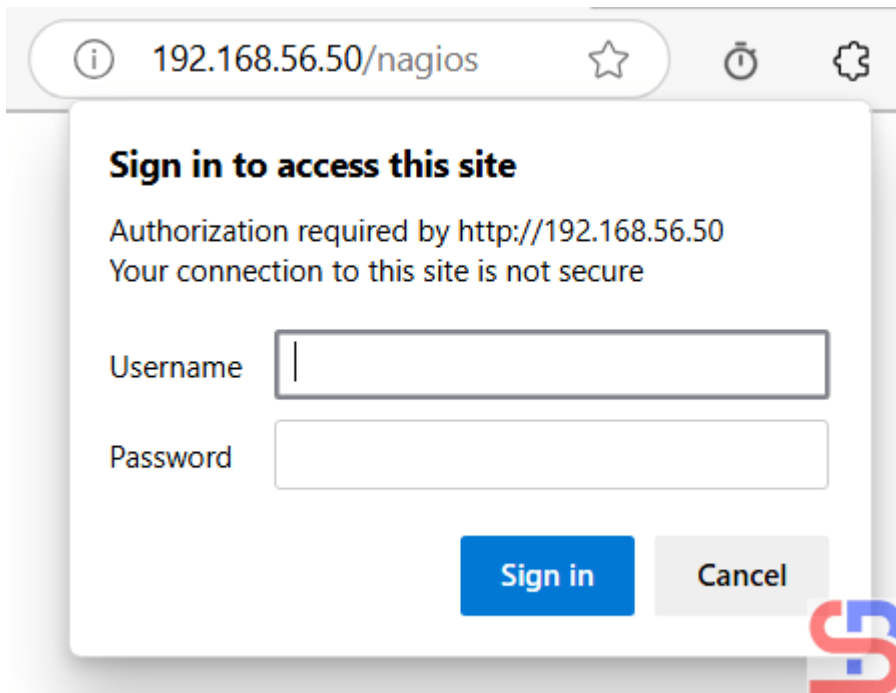 192.168.56.50/nagios
Sign in to access this site
Authorization required by http://192.168.56.50
Your connection to this site is not secure
Username
Password
Sign in Cancel